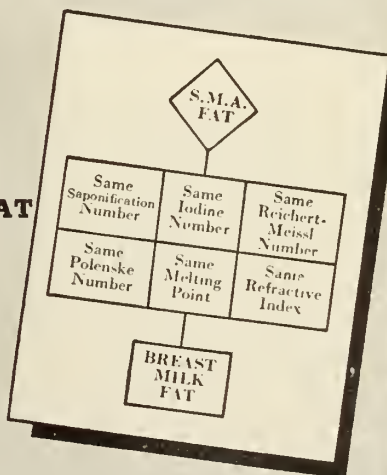 S.M.A.
FAT
AT
Same
Saponification
Number
Same
Iodine
Number
Same
Reichert-
Meissl
Number
Same
Polenske
Number
Same
Melting
Point
Same
Refractive
Index
BREAST
MILK
FAT